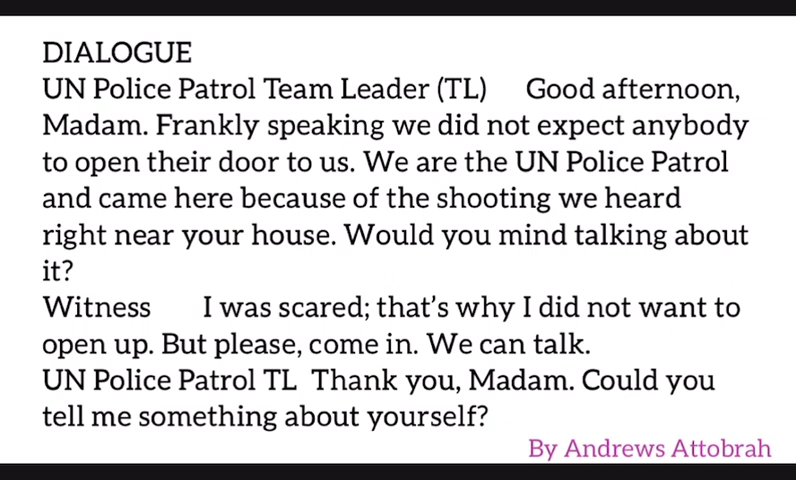 DIALOGUE
UN Police Patrol Team Leader (TL) Good afternoon,
Madam. Frankly speaking we did not expect anybody
to open their door to us. We are the UN Police Patrol
and came here because of the shooting we heard
right near your house. Would you mind talking about
it?
Witness I was scared; that's why I did not want to
open up. But please, come in. We can talk.
UN Police Patrol TL Thank you, Madam. Could you
tell me something about yourself?
By Andrews Attobrah